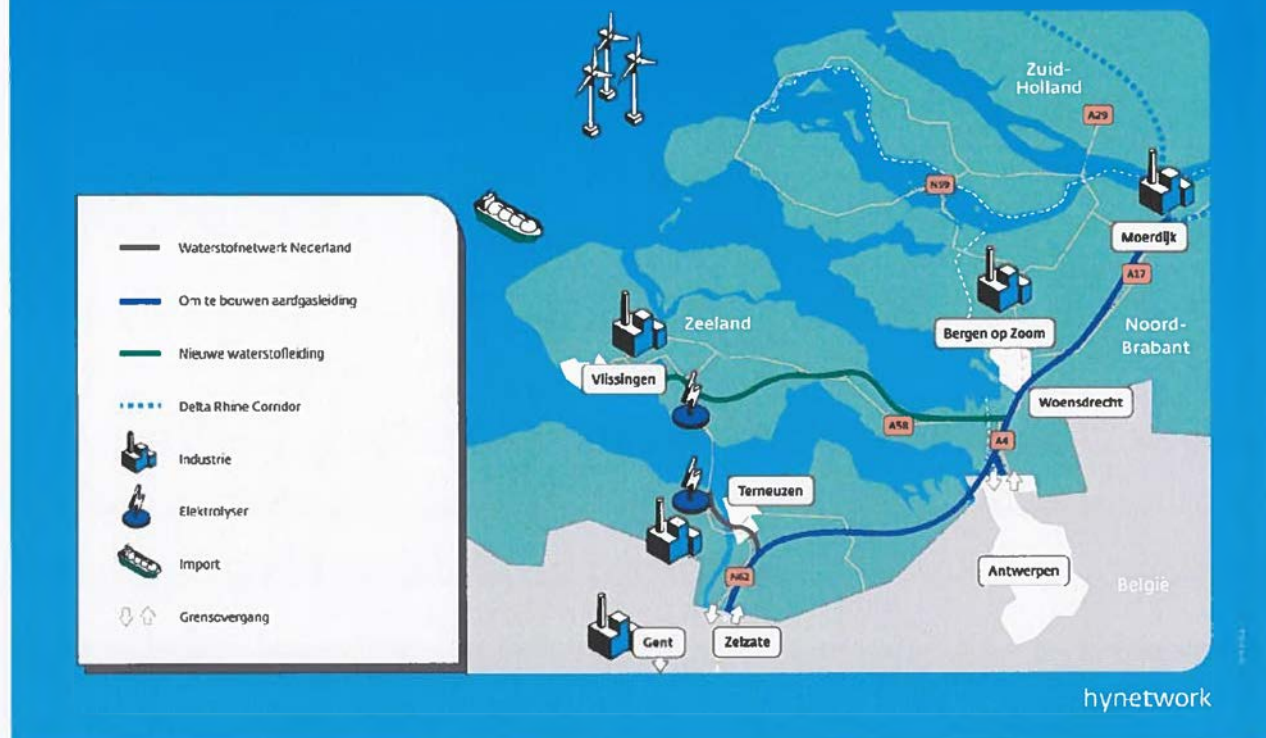 Waterstofnetwerk Nederland
Om te bouwen aardgasleiding
Nieuwe waterstofleiding
Delta Rhine Corridor
Industrie
Elektrolyser
Import
Grensovergang
Zuid-
Holland
A29
N59
Moerdijk
A17
Zeeland
Bergen op Zoom
Noord-
Brabant
Vlissingen
Woensdrecht
A58
A4
Terneuzen
Antwerpen
N62
België
Gent
Zelzate
hynetwork